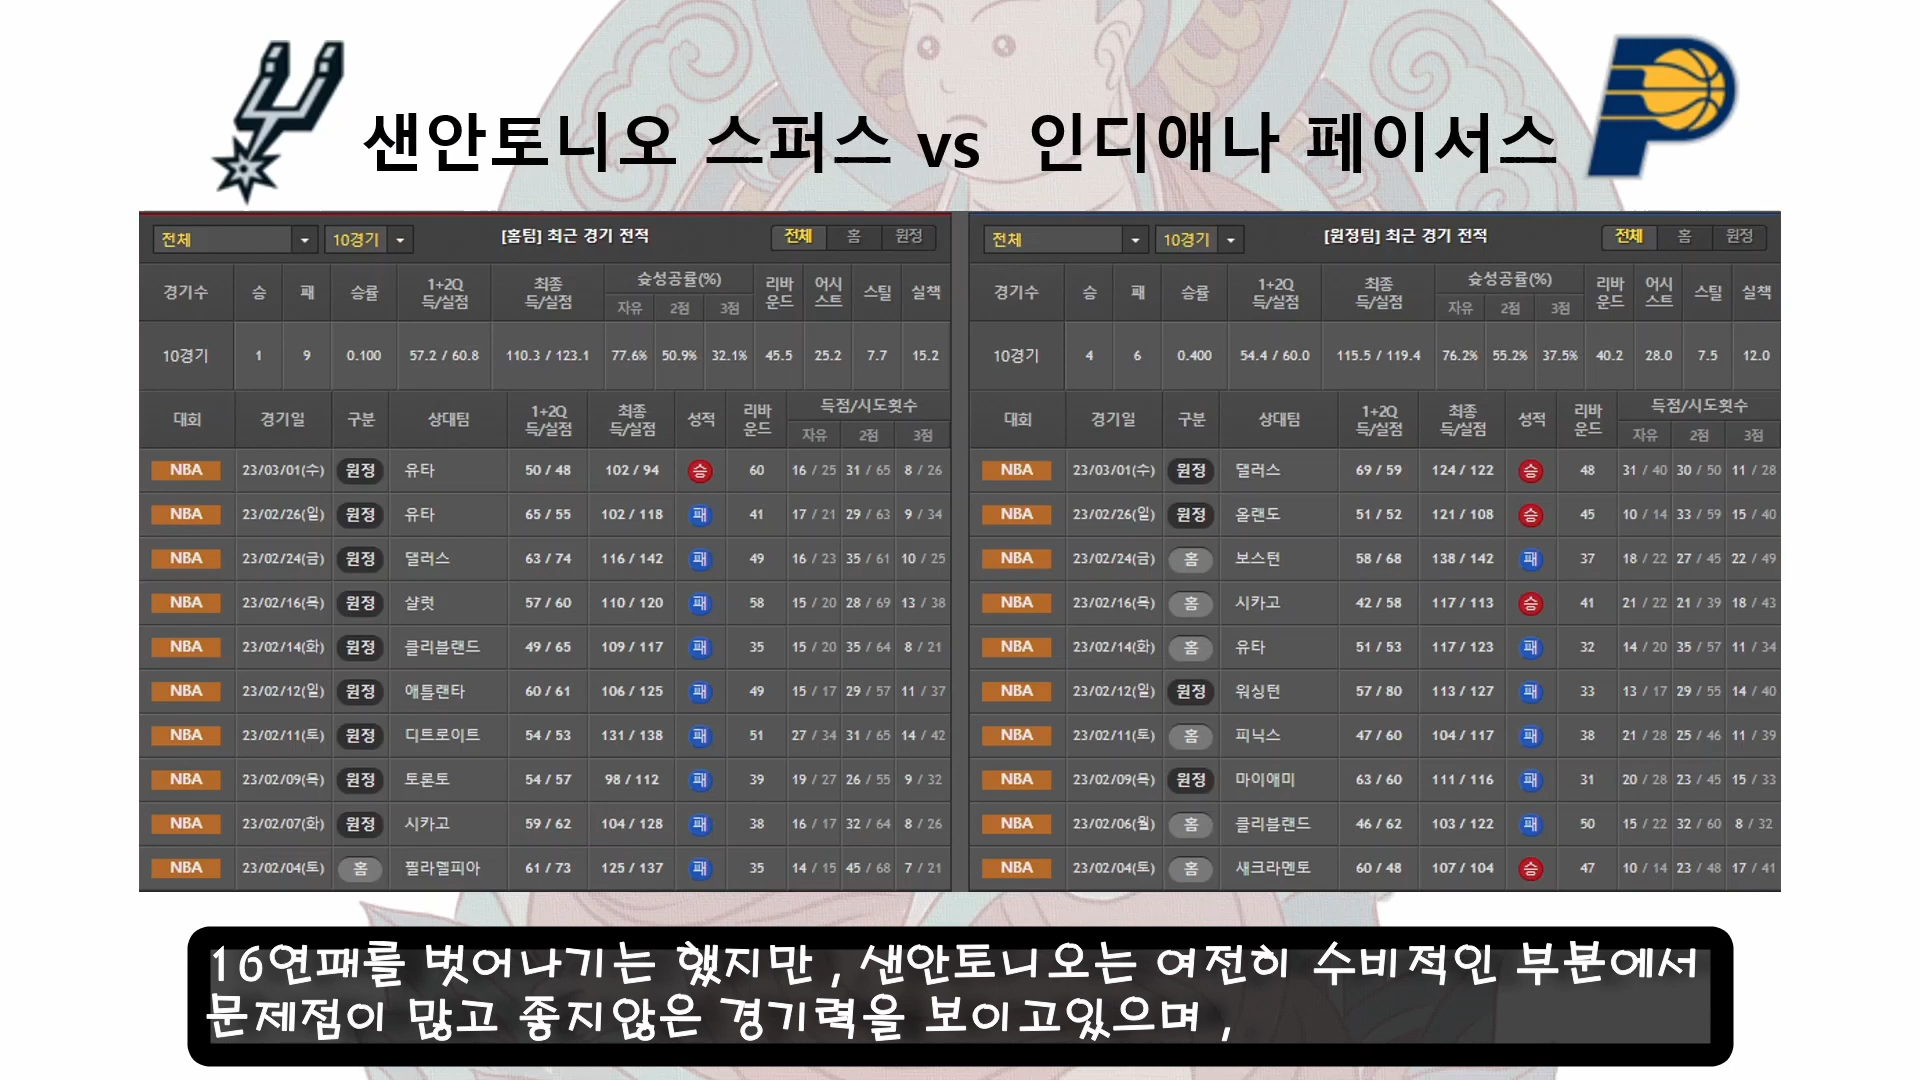 샌안토니오 스퍼스 vs 인디애나 페이서스
전체 10경기 [홈팀] 최근 경기 전적 전체 홈 원정
경기수 승 패 승률 1+2Q 득/실점 최종 득/실점 슛성공률(%) 자유 2점 3점 리바운드 어시스트 스틸 실책
10경기 1 9 0.100 57.2 / 60.8 110.3 / 123.1 77.6% 50.9% 32.1% 45.5 25.2 7.7 15.2
대회 경기일 구분 상대팀 1+2Q 득/실점 최종 득/실점 성적 리바운드 득점/시도횟수 자유 2점 3점
NBA 23/03/01(수) 원정 유타 50 / 48 102 / 94 승 60 16 / 25 31 / 65 8 / 26
NBA 23/02/26(일) 원정 유타 65 / 55 102 / 118 패 41 17 / 21 29 / 63 9 / 34
NBA 23/02/24(금) 원정 댈러스 63 / 74 116 / 142 패 49 16 / 23 35 / 61 10 / 25
NBA 23/02/16(목) 원정 샬럿 57 / 60 110 / 120 패 58 15 / 20 28 / 69 13 / 38
NBA 23/02/14(화) 원정 클리블랜드 49 / 65 109 / 117 패 35 15 / 20 35 / 64 8 / 21
NBA 23/02/12(일) 원정 애틀랜타 60 / 61 106 / 125 패 49 15 / 17 29 / 57 11 / 37
NBA 23/02/11(토) 원정 디트로이트 54 / 53 131 / 138 패 51 27 / 34 31 / 65 14 / 42
NBA 23/02/09(목) 원정 토론토 54 / 57 98 / 112 패 39 19 / 27 26 / 55 9 / 32
NBA 23/02/07(화) 원정 시카고 59 / 62 104 / 128 패 38 16 / 17 32 / 64 8 / 26
NBA 23/02/04(토) 홈 필라델피아 61 / 73 125 / 137 패 35 14 / 15 45 / 68 7 / 21
전체 10경기 [원정팀] 최근 경기 전적 전체 홈 원정
경기수 승 패 승률 1+2Q 득/실점 최종 득/실점 슛성공률(%) 자유 2점 3점 리바운드 어시스트 스틸 실책
10경기 4 6 0.400 54.4 / 60.0 115.5 / 119.4 76.2% 55.2% 37.5% 40.2 28.0 7.5 12.0
대회 경기일 구분 상대팀 1+2Q 득/실점 최종 득/실점 성적 리바운드 득점/시도횟수 자유 2점 3점
NBA 23/03/01(수) 원정 댈러스 69 / 59 124 / 122 승 48 31 / 40 30 / 50 11 / 28
NBA 23/02/26(일) 원정 올랜도 51 / 52 121 / 108 승 45 10 / 14 33 / 59 15 / 40
NBA 23/02/24(금) 홈 보스턴 58 / 68 138 / 142 패 37 18 / 22 27 / 45 22 / 49
NBA 23/02/16(목) 홈 시카고 42 / 58 117 / 113 승 41 21 / 22 21 / 39 18 / 43
NBA 23/02/14(화) 홈 유타 51 / 53 117 / 123 패 32 14 / 20 35 / 57 11 / 34
NBA 23/02/12(일) 원정 워싱턴 57 / 80 113 / 127 패 33 13 / 17 29 / 55 14 / 40
NBA 23/02/11(토) 홈 피닉스 47 / 60 104 / 117 패 38 21 / 28 25 / 46 11 / 39
NBA 23/02/09(목) 원정 마이애미 63 / 60 111 / 116 패 31 20 / 28 23 / 45 15 / 33
NBA 23/02/06(월) 홈 클리블랜드 46 / 62 103 / 122 패 50 15 / 22 32 / 60 8 / 32
NBA 23/02/04(토) 홈 새크라멘토 60 / 48 107 / 104 승 47 10 / 14 23 / 48 17 / 41
16연패를 벗어나기는 했지만 , 샌안토니오는 여전히 수비적인 부분에서
문제점이 많고 좋지않은 경기력을 보이고있으며 ,